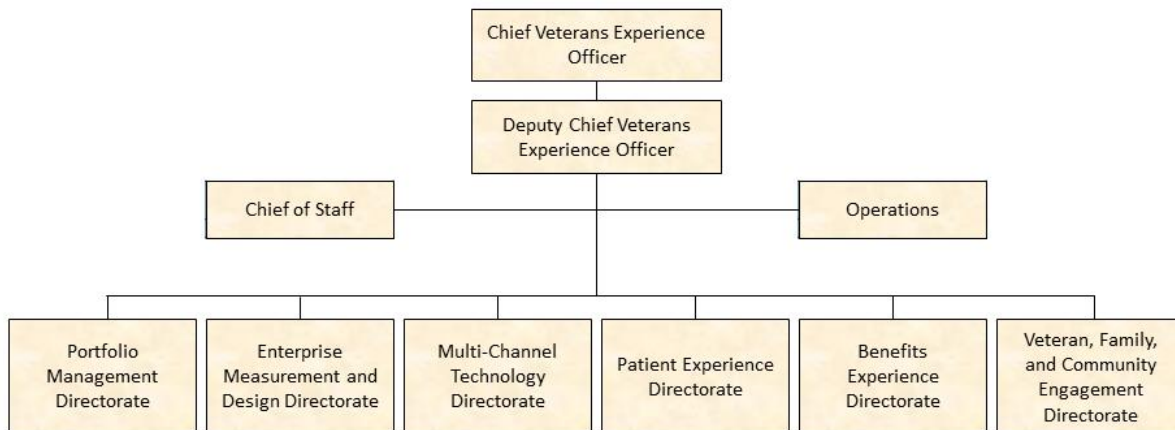 Chief Veterans Experience
Officer
Deputy Chief Veterans
Experience Officer
Chief of Staff
Operations
Portfolio
Management
Directorate
Enterprise
Measurement and
Design Directorate
Multi-Channel
Technology
Directorate
Patient Experience
Directorate
Benefits
Experience
Directorate
Veteran, Family,
and Community
Engagement
Directorate